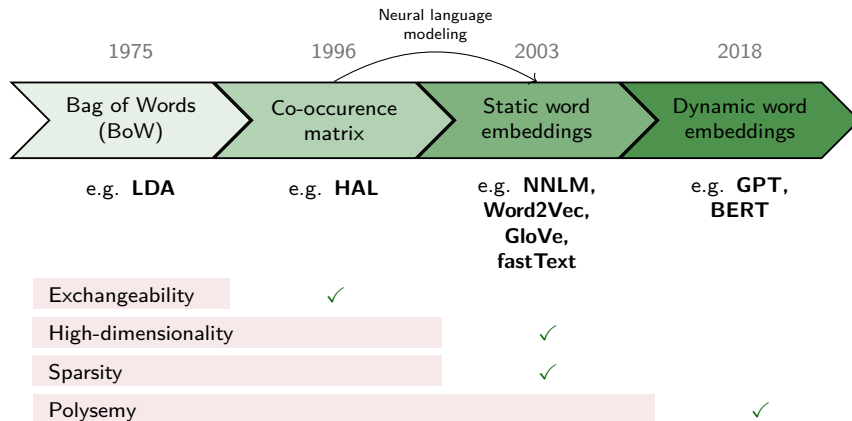 Neural language
modeling
1975
1996
2003
2018
Bag of Words
(BoW)
Co-occurence
matrix
Static word
embeddings
Dynamic word
embeddings
e.g. LDA
e.g. HAL
e.g. NNLM,
Word2Vec,
GloVe,
fastText
e.g. GPT,
BERT
Exchangeability ✓
High-dimensionality ✓
Sparsity ✓
Polysemy ✓